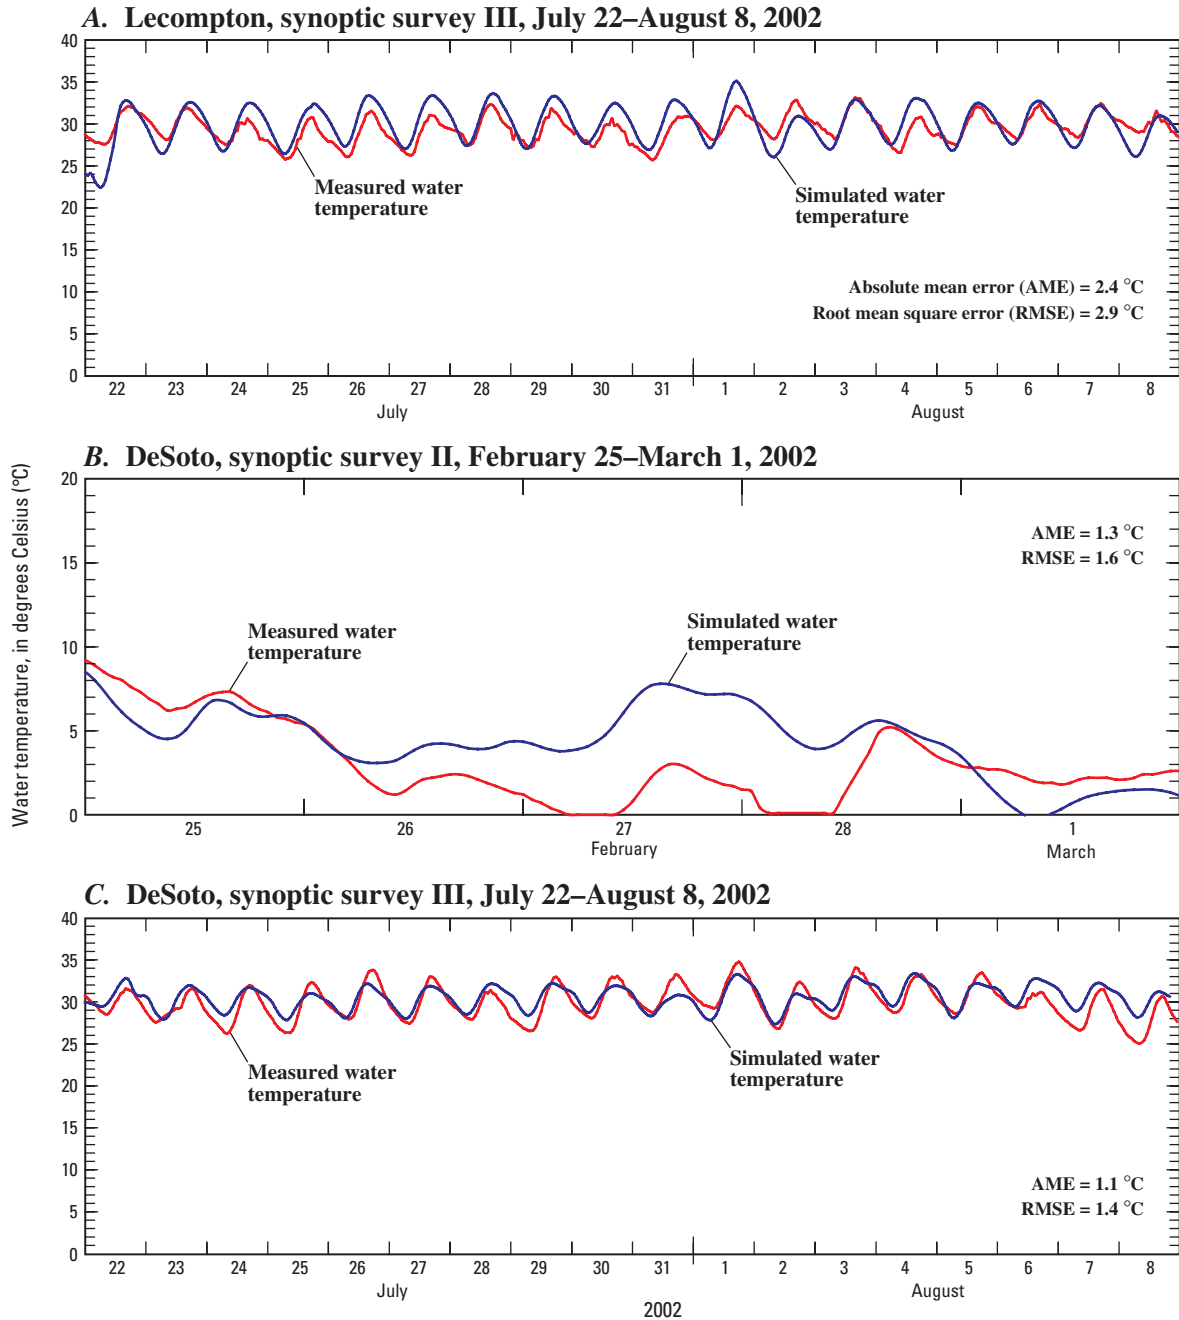 A. Lecompton, synoptic survey III, July 22–August 8, 2002
40
35
30
25
20
15
10
5
0
Measured water
temperature
Simulated water
temperature
Absolute mean error (AME) = 2.4 °C
Root mean square error (RMSE) = 2.9 °C
22 23 24 25 26 27 28 29 30 31 1 2 3 4 5 6 7 8
July August
Water temperature, in degrees Celsius (°C)
B. DeSoto, synoptic survey II, February 25–March 1, 2002
20
15
10
5
0
AME = 1.3 °C
RMSE = 1.6 °C
Measured water
temperature
Simulated water
temperature
25 26 27 28 1
February March
C. DeSoto, synoptic survey III, July 22–August 8, 2002
40
35
30
25
20
15
10
5
0
Measured water
temperature
Simulated water
temperature
AME = 1.1 °C
RMSE = 1.4 °C
22 23 24 25 26 27 28 29 30 31 1 2 3 4 5 6 7 8
July August
2002